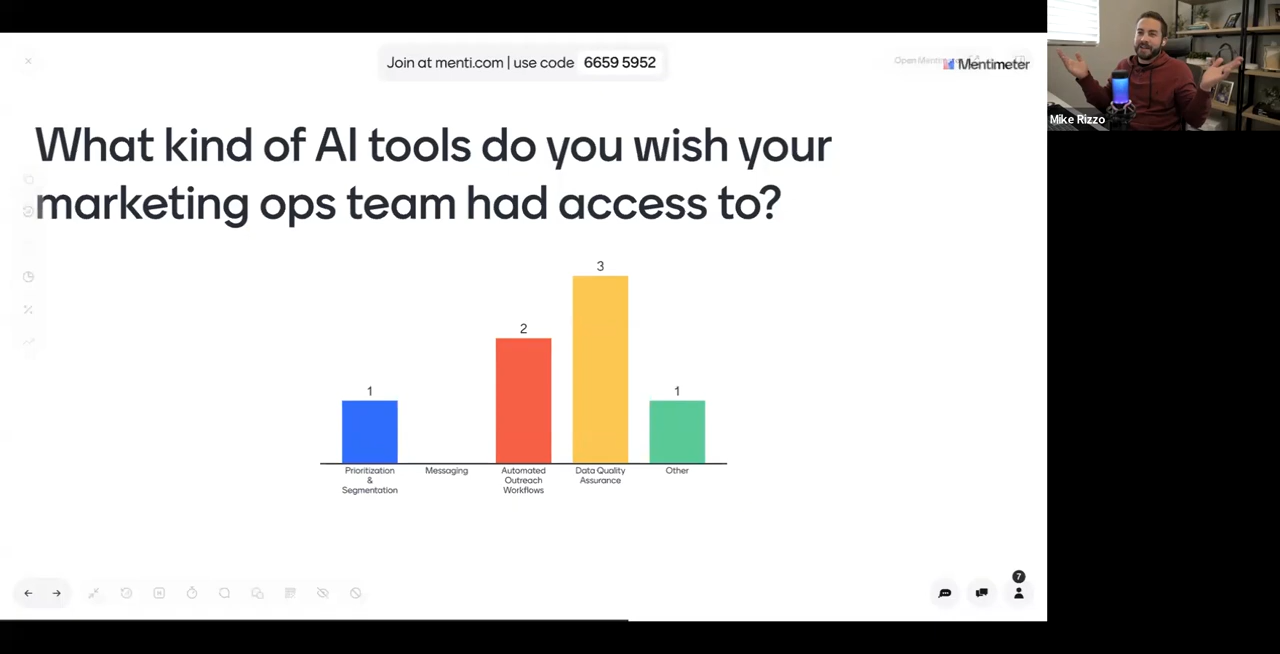 Join at menti.com | use code 6659 5952
Mentimeter
Mike Rizzo
What kind of AI tools do you wish your
marketing ops team had access to?
1
2
3
1
Prioritization
&
Segmentation
Messaging
Automated
Outreach
Workflows
Data Quality
Assurance
Other
7